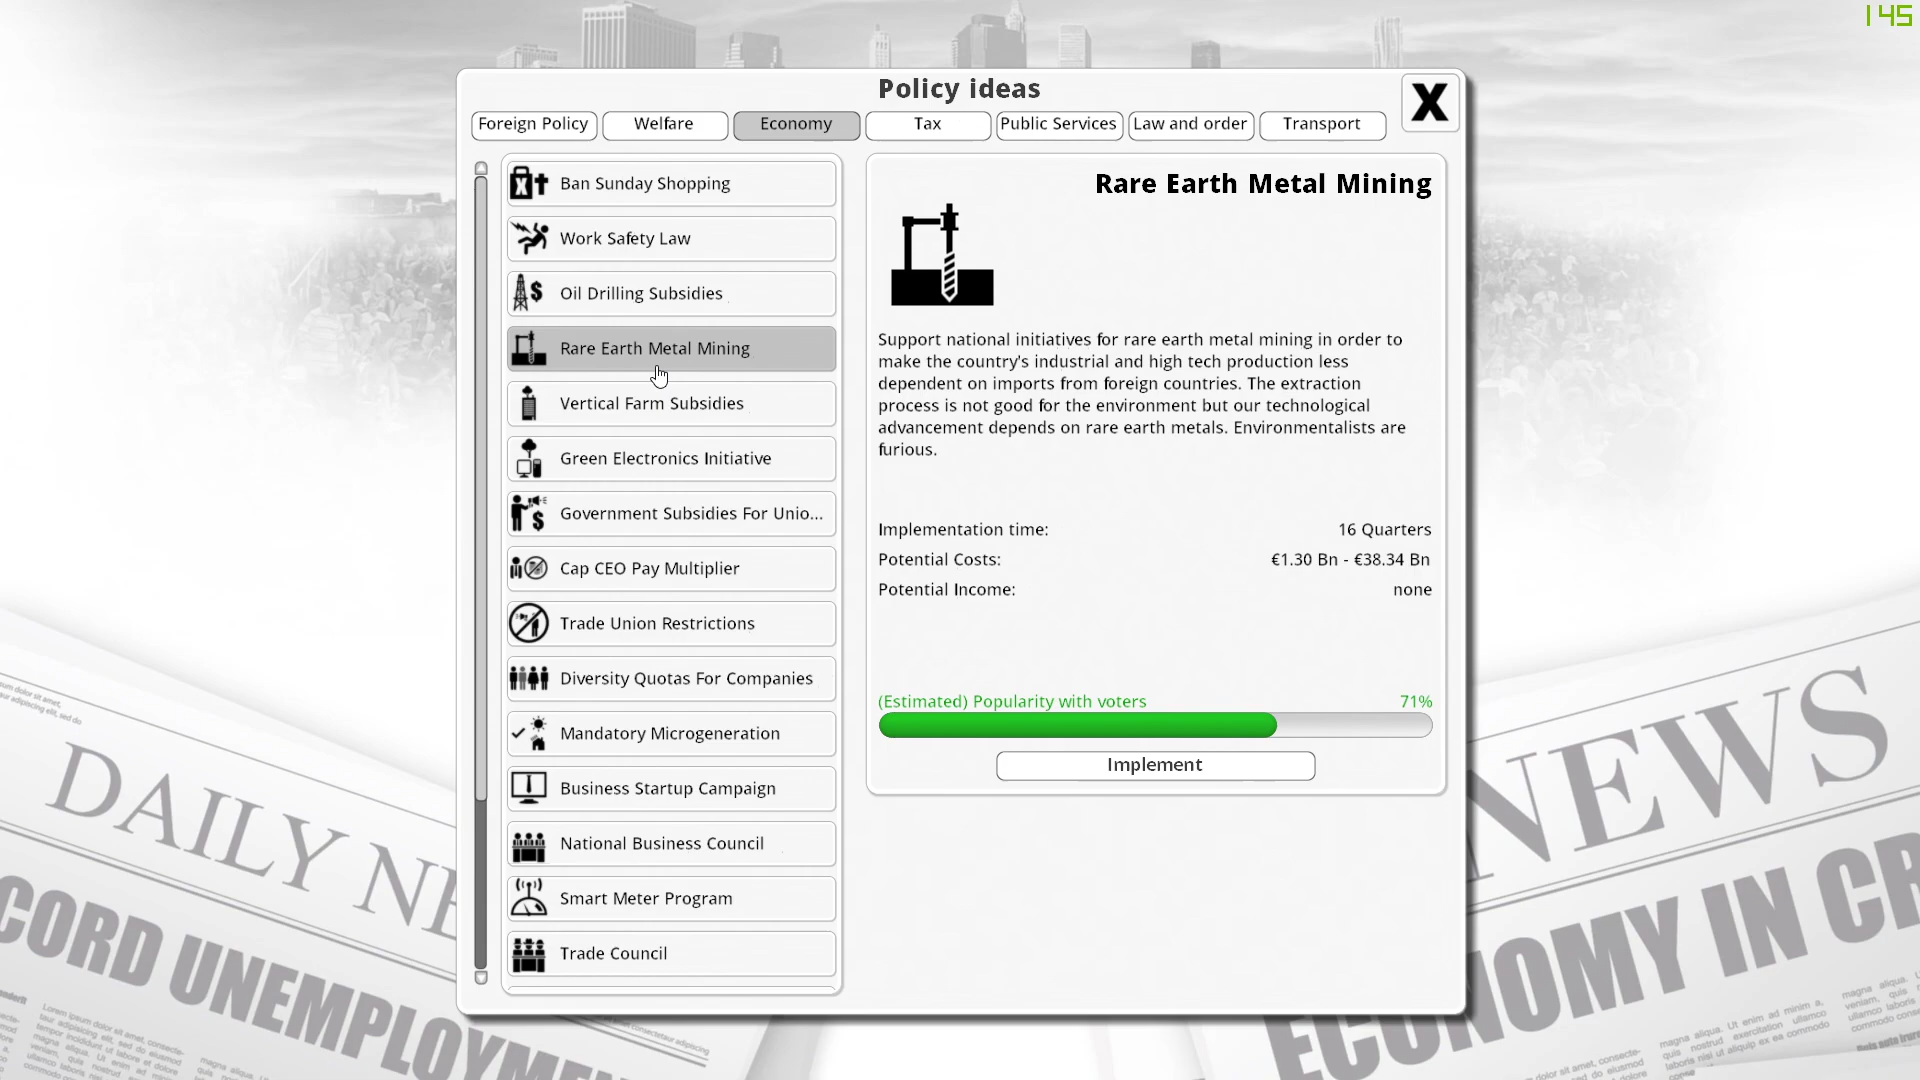 145
Policy ideas
X
Foreign Policy
Welfare
Economy
Tax
Public Services
Law and order
Transport
Ban Sunday Shopping
Work Safety Law
Oil Drilling Subsidies
Rare Earth Metal Mining
Vertical Farm Subsidies
Green Electronics Initiative
Government Subsidies For Unio...
Cap CEO Pay Multiplier
Trade Union Restrictions
Diversity Quotas For Companies
Mandatory Microgeneration
Business Startup Campaign
National Business Council
Smart Meter Program
Trade Council
Rare Earth Metal Mining
Support national initiatives for rare earth metal mining in order to
make the country's industrial and high tech production less
dependent on imports from foreign countries. The extraction
process is not good for the environment but our technological
advancement depends on rare earth metals. Environmentalists are
furious.
Implementation time: 16 Quarters
Potential Costs: €1.30 Bn - €38.34 Bn
Potential Income: none
(Estimated) Popularity with voters 71%
Implement
DAILY NE
CORD UNEMPLOYME
NEWS
ECONOMY IN CR